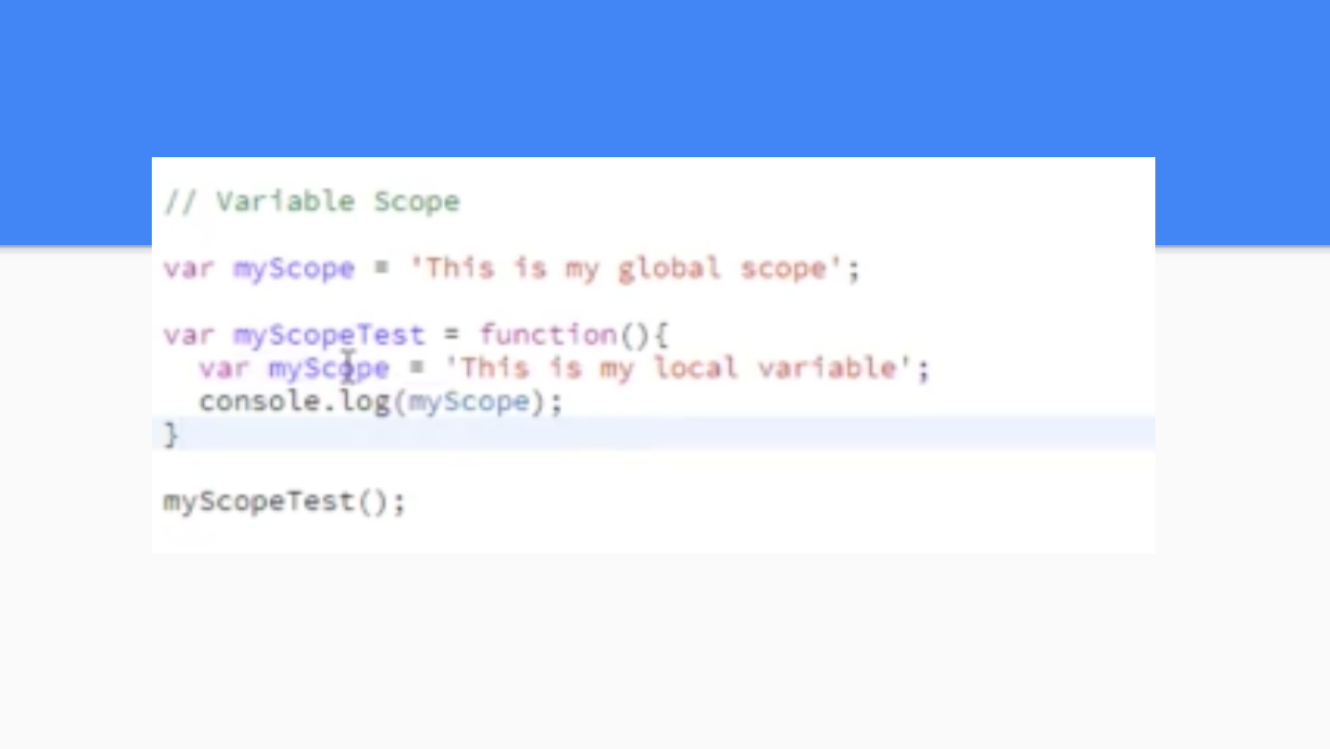 // Variable Scope
var myScope = 'This is my global scope';
var myScopeTest = function(){
var myScope = 'This is my local variable';
console.log(myScope);
}
myScopeTest();